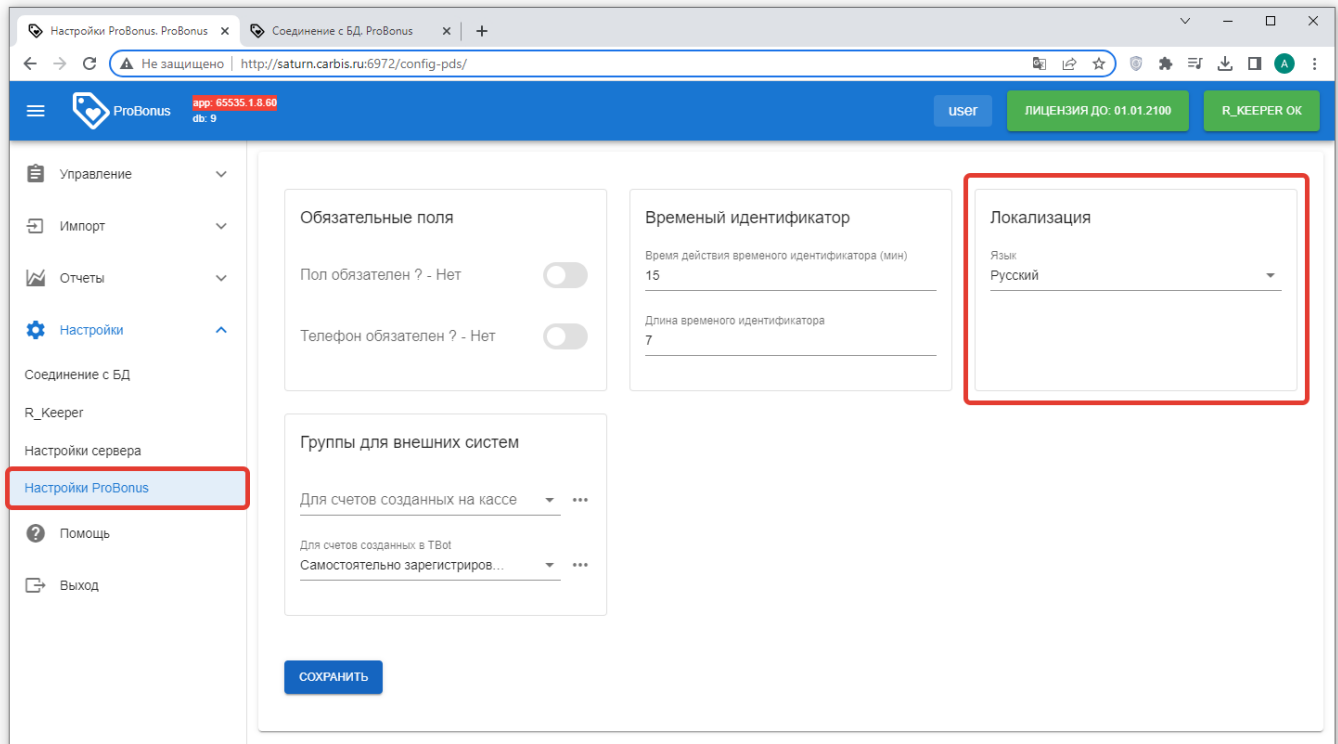 Настройки ProBonus. ProBonus
Соединение с БД. ProBonus
Не защищено
http://saturn.carbis.ru:6972/config-pds/
A
ProBonus
app: 65535.1.8.60
db: 9
user
ЛИЦЕНЗИЯ ДО: 01.01.2100
R_KEEPER OK
Управление
Импорт
Отчеты
Настройки
Соединение с БД
R_Keeper
Настройки сервера
Настройки ProBonus
Помощь
Выход
Обязательные поля
Пол обязателен ? - Нет
Телефон обязателен ? - Нет
Временый идентификатор
Время действия временого идентификатора (мин)
15
Длина временого идентификатора
7
Локализация
Язык
Русский
Группы для внешних систем
Для счетов созданных на кассе
Для счетов созданных в TBot
Самостоятельно зарегистриров...
СОХРАНИТЬ